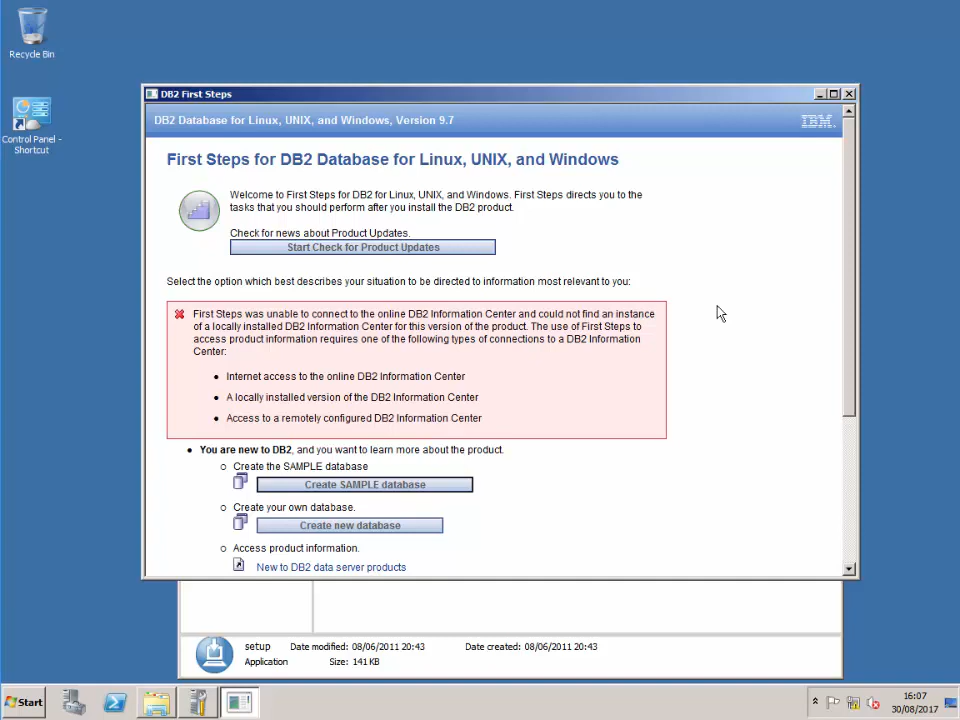 Recycle Bin
Control Panel -
Shortcut
DB2 First Steps
DB2 Database for Linux, UNIX, and Windows, Version 9.7
IBM.
First Steps for DB2 Database for Linux, UNIX, and Windows
Welcome to First Steps for DB2 for Linux, UNIX, and Windows. First Steps directs you to the
tasks that you should perform after you install the DB2 product.
Check for news about Product Updates.
Start Check for Product Updates
Select the option which best describes your situation to be directed to information most relevant to you:
First Steps was unable to connect to the online DB2 Information Center and could not find an instance
of a locally installed DB2 Information Center for this version of the product. The use of First Steps to
access product information requires one of the following types of connections to a DB2 Information
Center:
• Internet access to the online DB2 Information Center
• A locally installed version of the DB2 Information Center
• Access to a remotely configured DB2 Information Center
• You are new to DB2, and you want to learn more about the product.
o Create the SAMPLE database
Create SAMPLE database
o Create your own database.
Create new database
o Access product information.
New to DB2 data server products
setup Date modified: 08/06/2011 20:43 Date created: 08/06/2011 20:43
Application Size: 141 KB
Start
16:07
30/08/2017